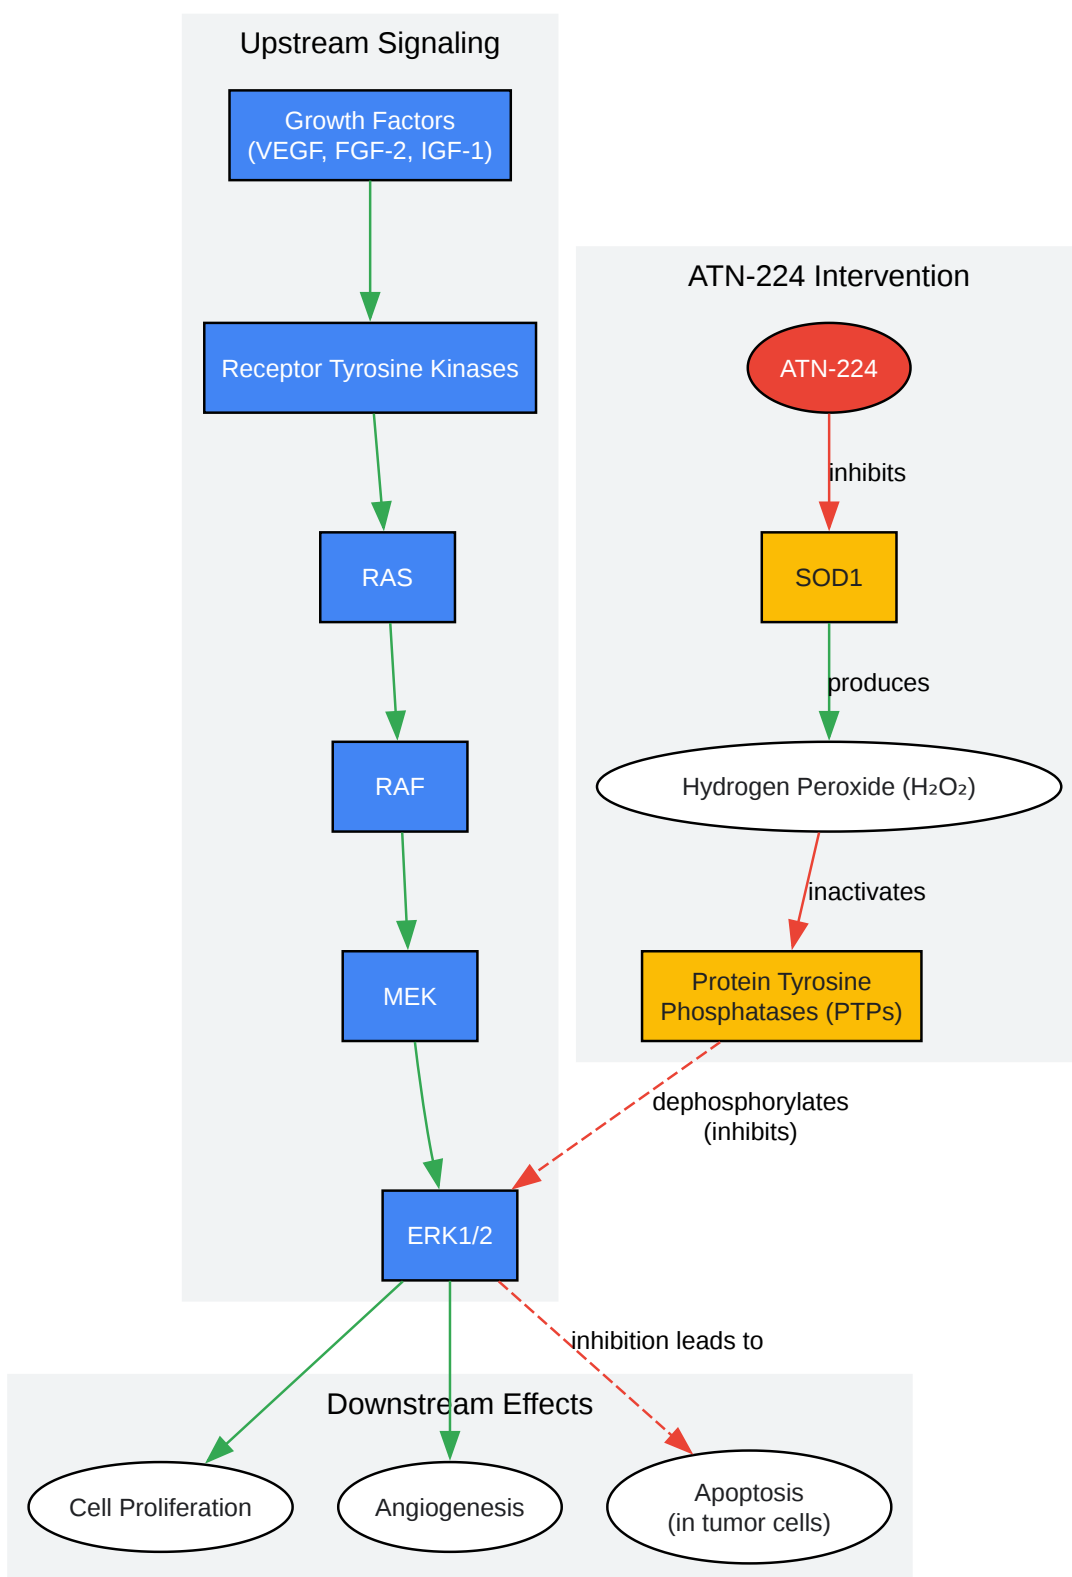 Upstream Signaling
Growth Factors
(VEGF, FGF-2, IGF-1)
Receptor Tyrosine Kinases
RAS
RAF
MEK
ERK1/2
ATN-224 Intervention
ATN-224
inhibits
SOD1
produces
Hydrogen Peroxide (H₂O₂)
inactivates
Protein Tyrosine
Phosphatases (PTPs)
dephosphorylates
(inhibits)
inhibition leads to
Downstream Effects
Cell Proliferation
Angiogenesis
Apoptosis
(in tumor cells)